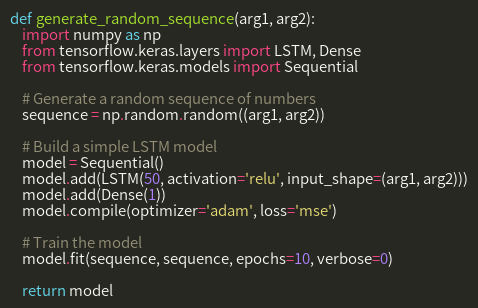 def generate_random_sequence(arg1, arg2):
    import numpy as np
    from tensorflow.keras.layers import LSTM, Dense
    from tensorflow.keras.models import Sequential

    # Generate a random sequence of numbers
    sequence = np.random.random((arg1, arg2))

    # Build a simple LSTM model
    model = Sequential()
    model.add(LSTM(50, activation='relu', input_shape=(arg1, arg2)))
    model.add(Dense(1))
    model.compile(optimizer='adam', loss='mse')

    # Train the model
    model.fit(sequence, sequence, epochs=10, verbose=0)

    return model